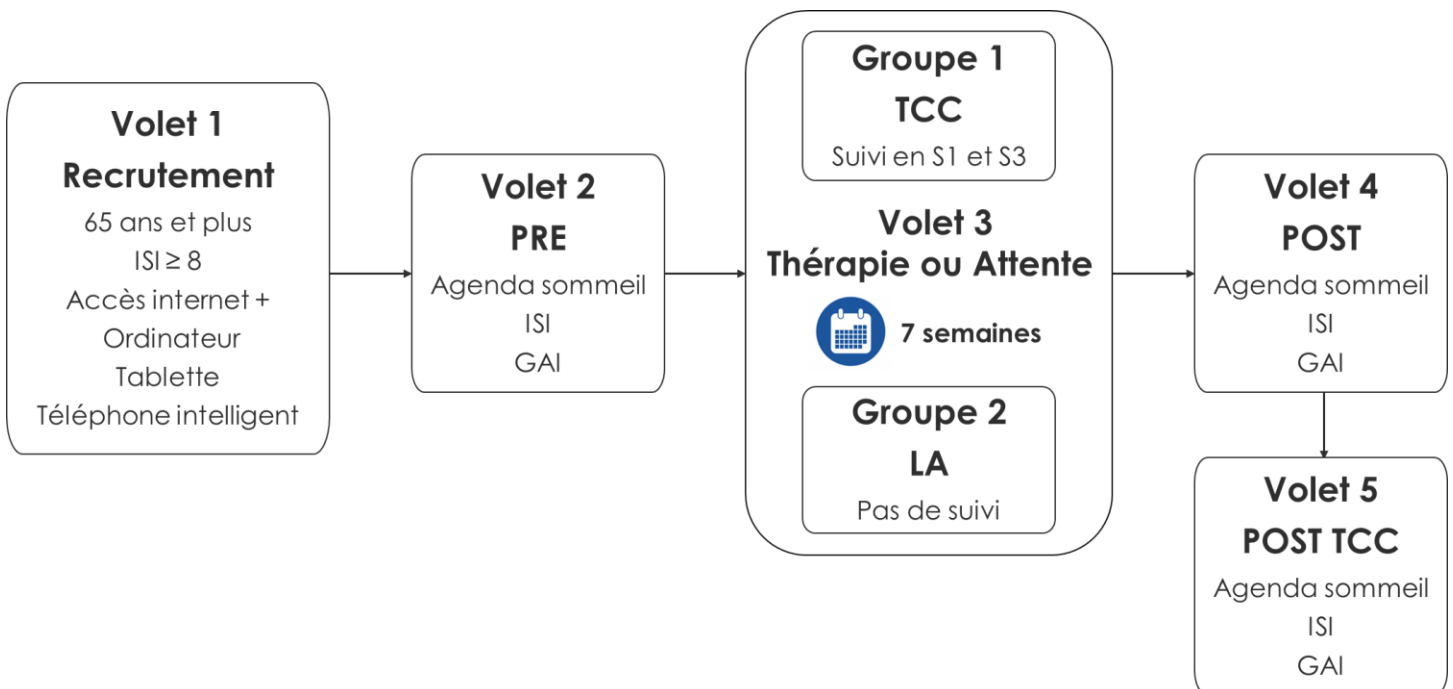 Volet 1
Recrutement
65 ans et plus
ISI ≥ 8
Accès internet +
Ordinateur
Tablette
Téléphone intelligent
Volet 2
PRE
Agenda sommeil
ISI
GAI
Groupe 1
TCC
Suivi en S1 et S3
Volet 3
Thérapie ou Attente
7 semaines
Groupe 2
LA
Pas de suivi
Volet 4
POST
Agenda sommeil
ISI
GAI
Volet 5
POST TCC
Agenda sommeil
ISI
GAI